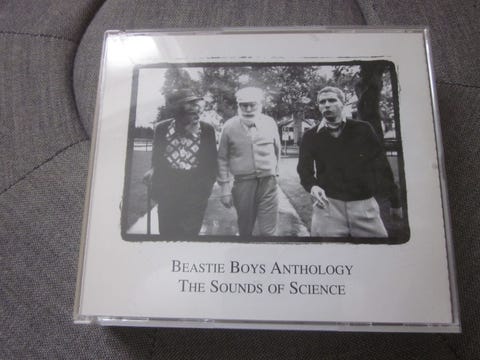 BEASTIE BOYS ANTHOLOGY
THE SOUNDS OF SCIENCE